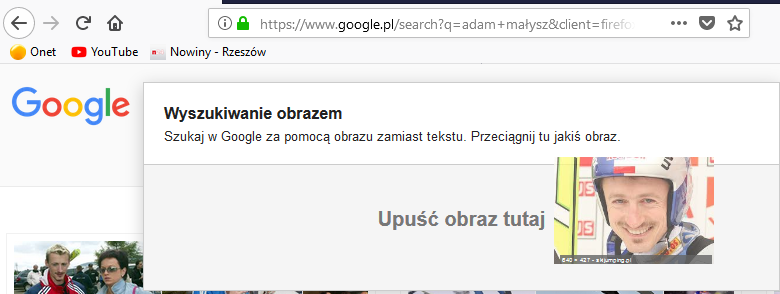 https://www.google.pl/search?q=adam+małysz&client=firefo
Onet YouTube Nowiny - Rzeszów
Google
Wyszukiwanie obrazem
Szukaj w Google za pomocą obrazu zamiast tekstu. Przeciągnij tu jakiś obraz.
Upuść obraz tutaj
640 × 427 - skijumping.pl